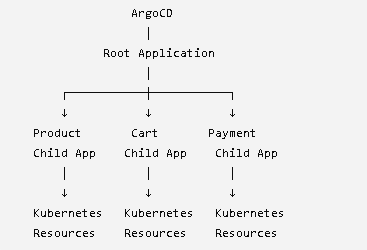 ArgoCD
Root Application
Product Cart Payment
Child App Child App Child App
Kubernetes Kubernetes Kubernetes
Resources Resources Resources